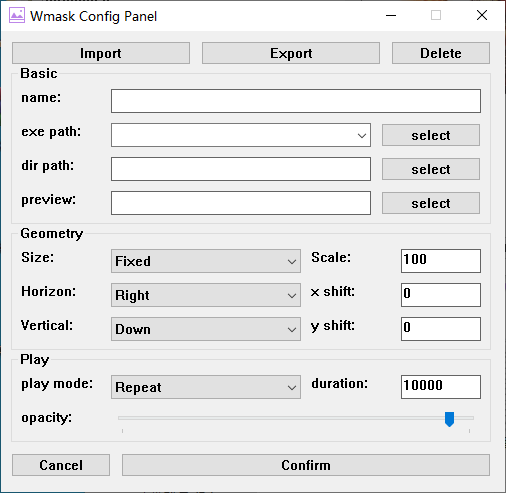 Wmask Config Panel
Import Export Delete
Basic
name:
exe path: select
dir path: select
preview: select
Geometry
Size: Fixed Scale: 100
Horizon: Right x shift: 0
Vertical: Down y shift: 0
Play
play mode: Repeat duration: 10000
opacity:
Cancel Confirm